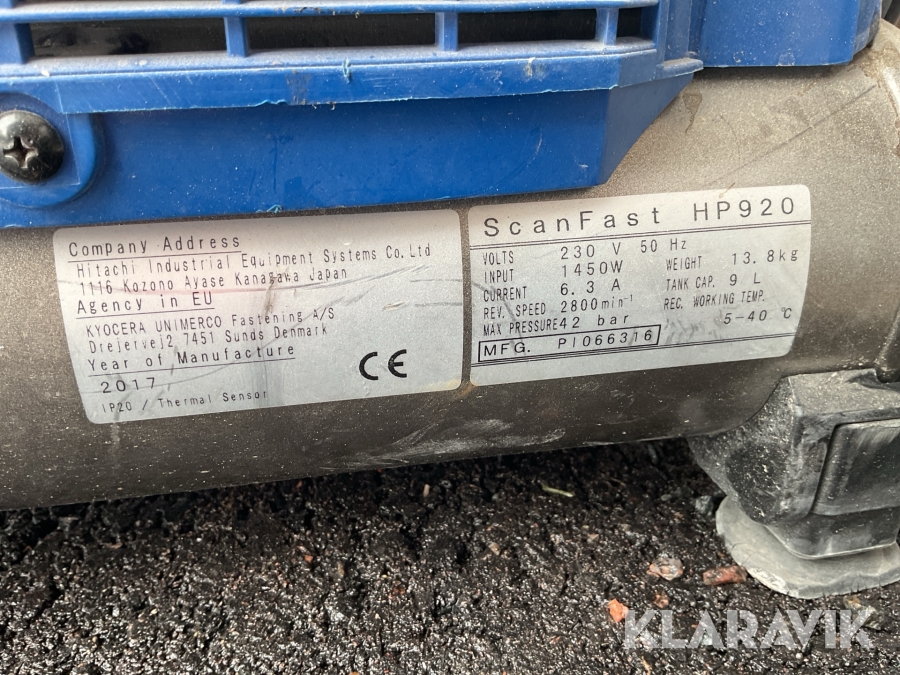 Company Address
Hitachi Industrial Equipment Systems Co.Ltd
1116 Kozono Ayase Kanagawa Japan
Agency in EU
KYOCERA UNIMERCO Fastening A/S
Drejervej2 7451 Sunds Denmark
Year of Manufacture
2017
CE
IP20 / Thermal Sensor
ScanFast HP920
VOLTS 230 V 50 Hz
INPUT 1450W WEIGHT 13.8kg
CURRENT 6.3 A TANK CAP. 9 L
REV. SPEED 2800min⁻¹ REC. WORKING TEMP.
MAX PRESSURE 42 bar 5-40 ℃
MFG. PI066316
KLARAVIK